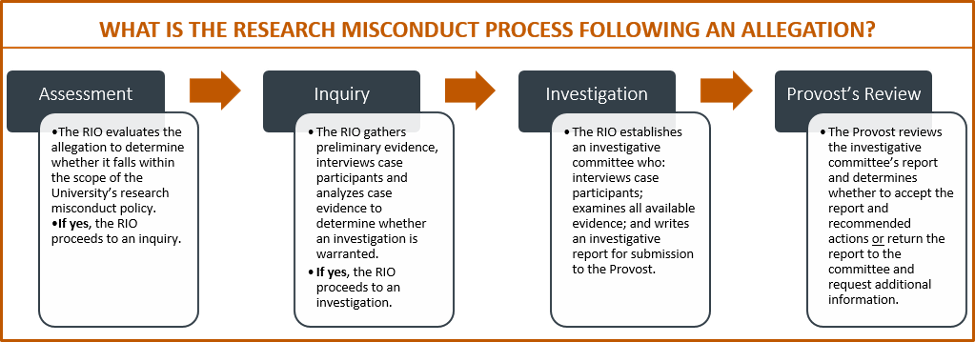 WHAT IS THE RESEARCH MISCONDUCT PROCESS FOLLOWING AN ALLEGATION?
Assessment
•The RIO evaluates the
allegation to determine
whether it falls within
the scope of the
University's research
misconduct policy.
•If yes, the RIO
proceeds to an inquiry.
Inquiry
• The RIO gathers
preliminary evidence,
interviews case
participants and
analyzes case
evidence to
determine whether
an investigation is
warranted.
• If yes, the RIO
proceeds to an
investigation.
Investigation
• The RIO establishes
an investigative
committee who:
interviews case
participants;
examines all available
evidence; and writes
an investigative
report for submission
to the Provost.
Provost's Review
• The Provost reviews
the investigative
committee's report
and determines
whether to accept the
report and
recommended
actions or return the
report to the
committee and
request additional
information.